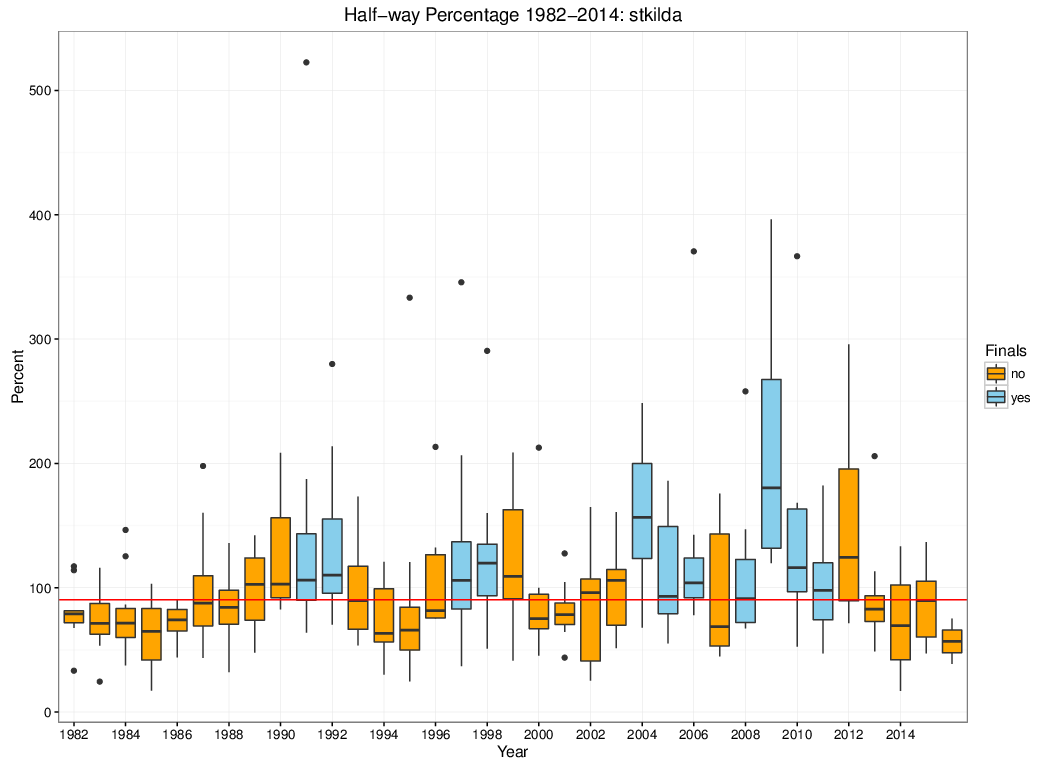 Half−way Percentage 1982−2014: stkilda
500
400
300
200
100
0
Percent
1982 1984 1986 1988 1990 1992 1994 1996 1998 2000 2002 2004 2006 2008 2010 2012 2014
Year
Finals
no
yes